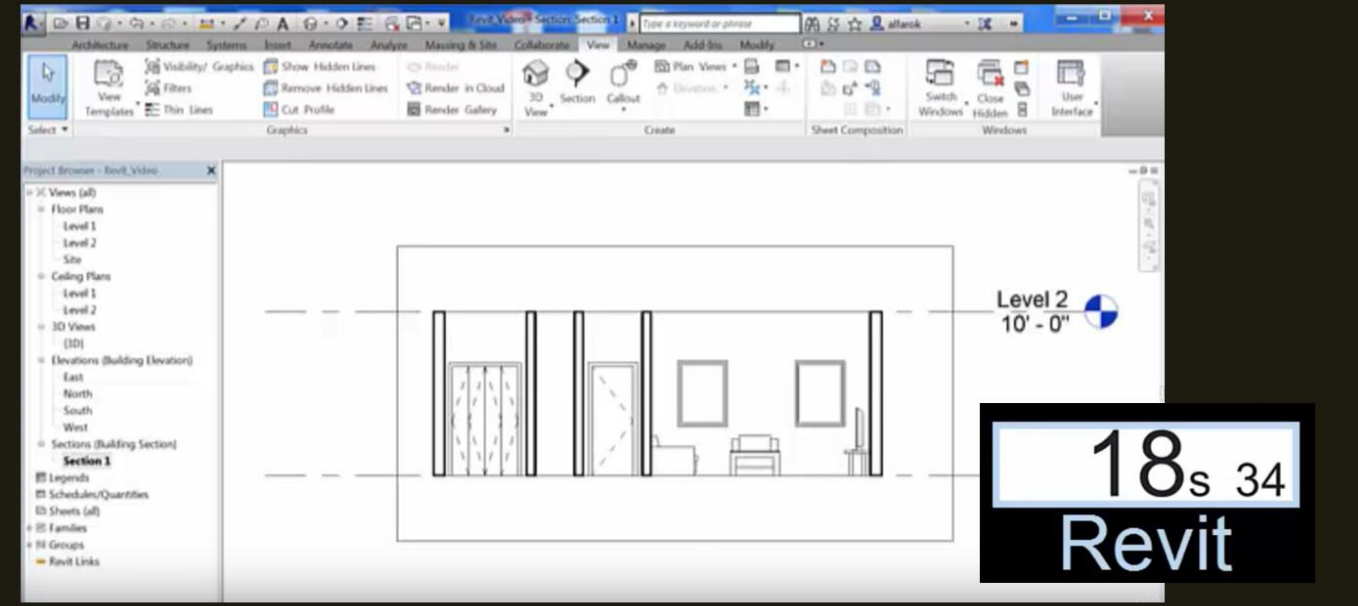 Revit_Video - Section: Section 1
Type a keyword or phrase
alfarok
Architecture Structure Systems Insert Annotate Analyze Massing & Site Collaborate View Manage Add-Ins Modify
Modify
View Templates
Visibility/ Graphics
Filters
Thin Lines
Show Hidden Lines
Remove Hidden Lines
Cut Profile
Render
Render in Cloud
Render Gallery
3D View
Section
Callout
Plan Views
Elevation
Switch Windows
Close Hidden
User Interface
Select
Graphics
Create
Sheet Composition
Windows
Project Browser - Revit_Video
Views (all)
Floor Plans
Level 1
Level 2
Site
Ceiling Plans
Level 1
Level 2
3D Views
{3D}
Elevations (Building Elevation)
East
North
South
West
Sections (Building Section)
Section 1
Legends
Schedules/Quantities
Sheets (all)
Families
Groups
Revit Links
Level 2
10' - 0"
18s 34
Revit